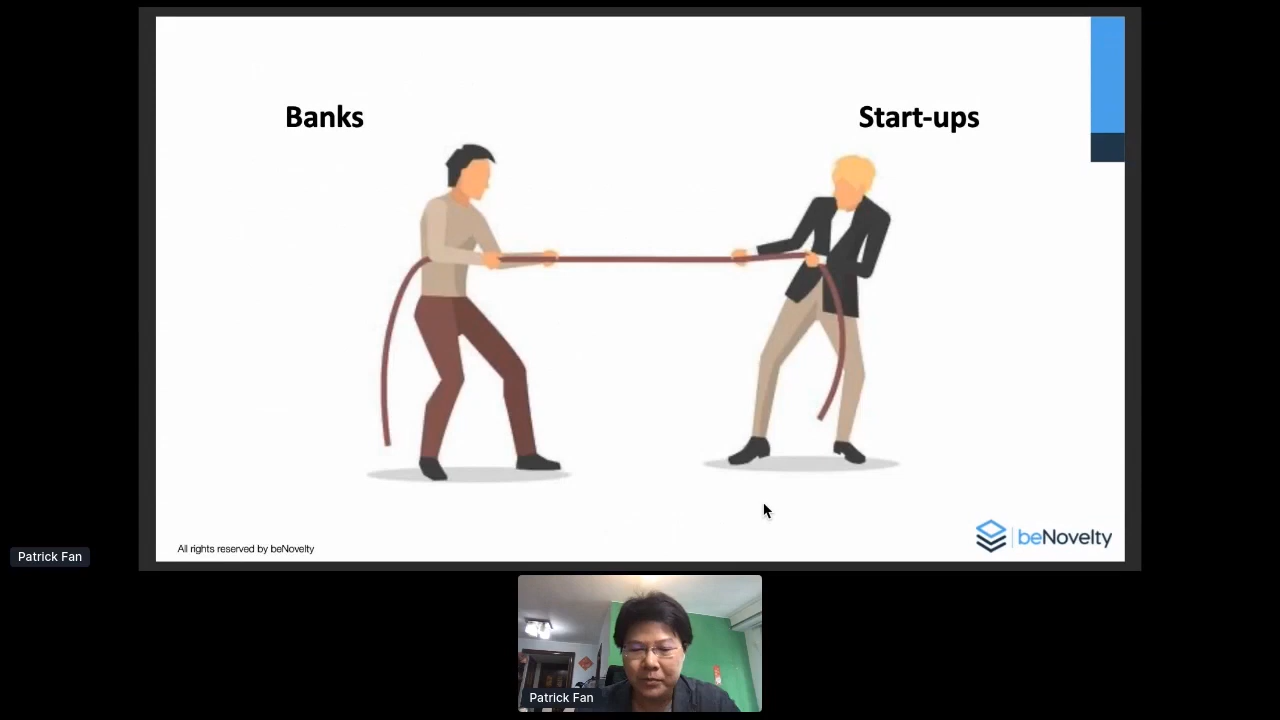 Banks
Start-ups
All rights reserved by beNovelty
beNovelty
Patrick Fan
Patrick Fan